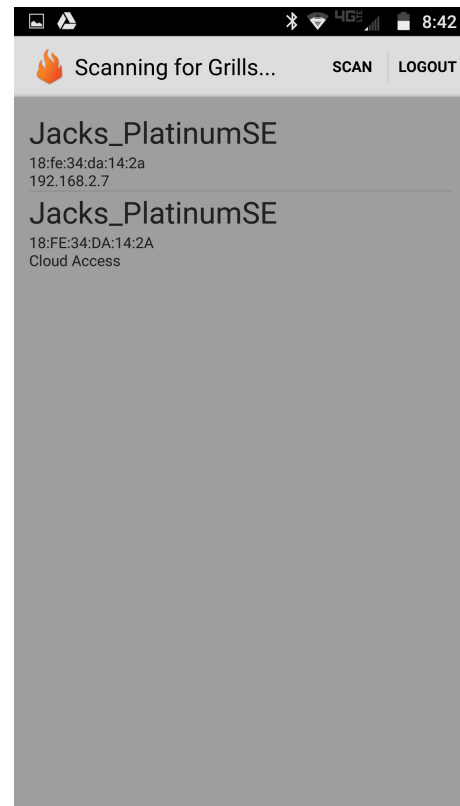 4G 8:42
Scanning for Grills... SCAN LOGOUT
Jacks_PlatinumSE
18:fe:34:da:14:2a
192.168.2.7
Jacks_PlatinumSE
18:FE:34:DA:14:2A
Cloud Access